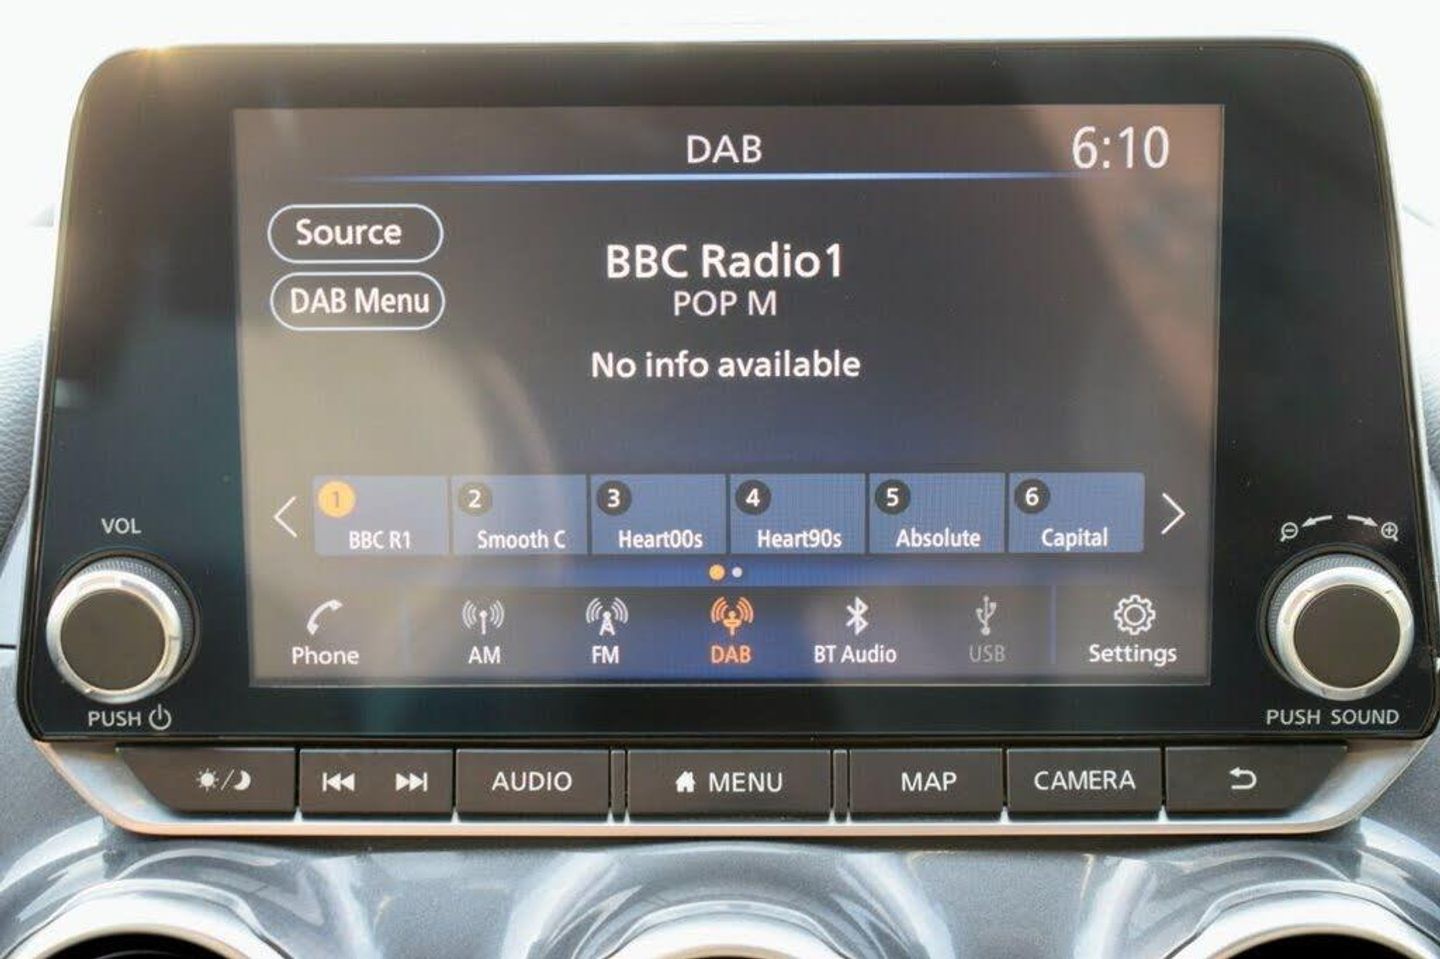 DAB
6:10
Source
DAB Menu
BBC Radio1
POP M
No info available
1
BBC R1
2
Smooth C
3
Heart00s
4
Heart90s
5
Absolute
6
Capital
Phone
AM
FM
DAB
BT Audio
USB
Settings
VOL
PUSH
PUSH SOUND
AUDIO
MENU
MAP
CAMERA